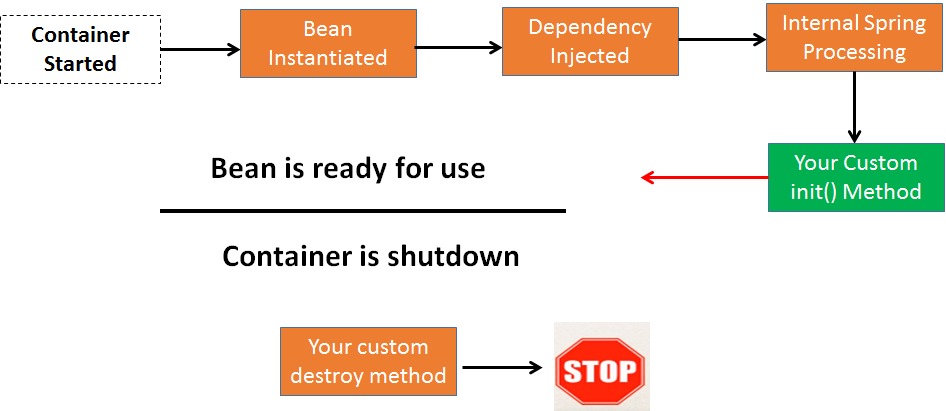 Container
Started
Bean
Instantiated
Dependency
Injected
Internal Spring
Processing
Your Custom
init() Method
Bean is ready for use
Container is shutdown
Your custom
destroy method
STOP